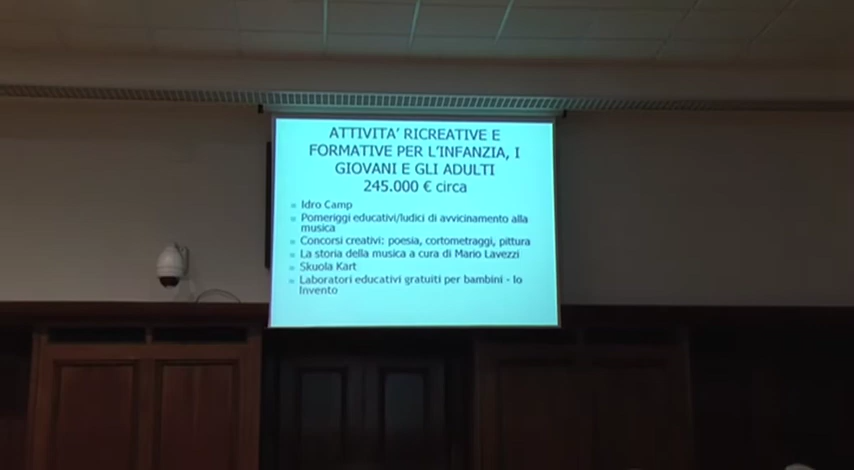 ATTIVITA' RICREATIVE E
FORMATIVE PER L'INFANZIA, I
GIOVANI E GLI ADULTI
245.000 € circa
Idro Camp
Pomeriggi educativi/ludici di avvicinamento alla
musica
Concorsi creativi: poesia, cortometraggi, pittura
La storia della musica a cura di Mario Lavezzi
Skuola Kart
Laboratori educativi gratuiti per bambini - Io
Invento